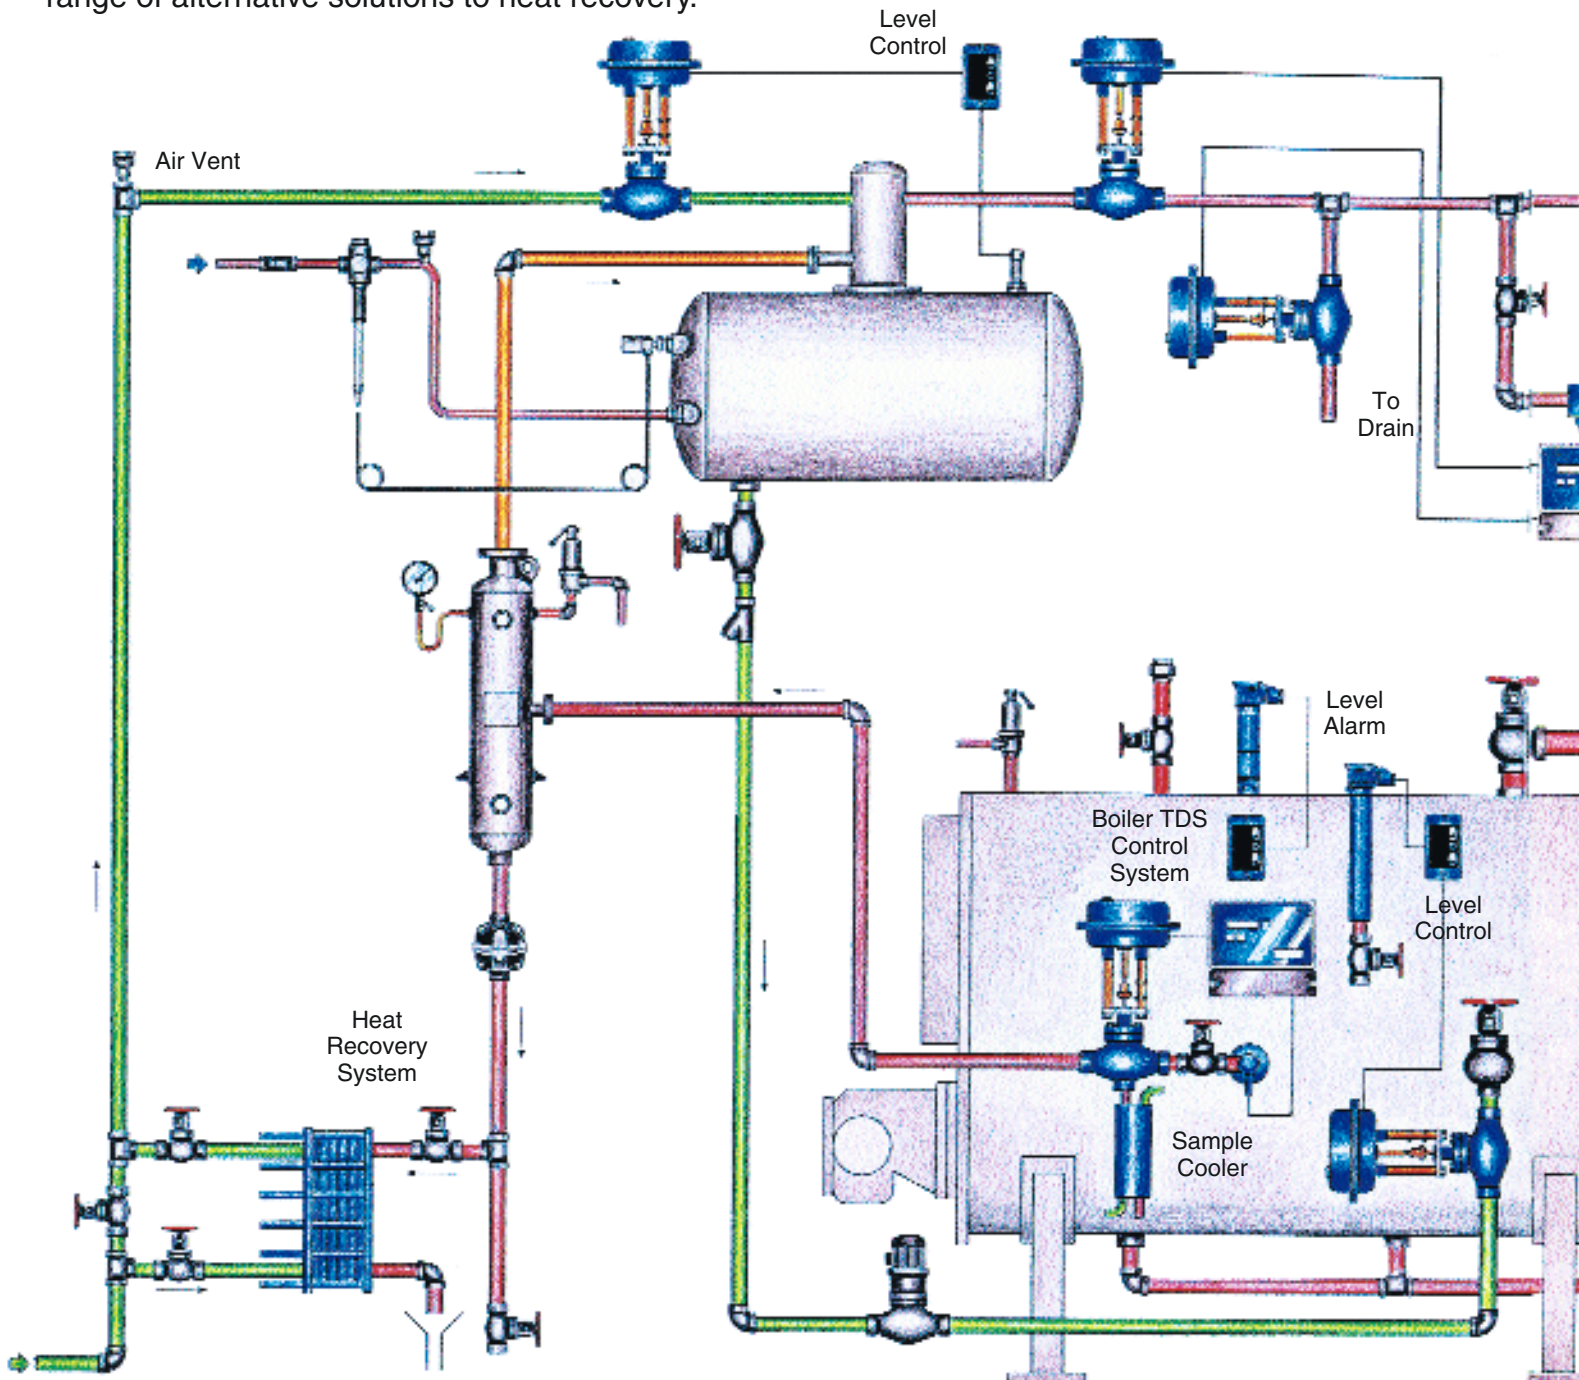 range of alternative solutions to heat recovery.
Level
Control
Air Vent
To
Drain
Level
Alarm
Boiler TDS
Control
System
Level
Control
Heat
Recovery
System
Sample
Cooler